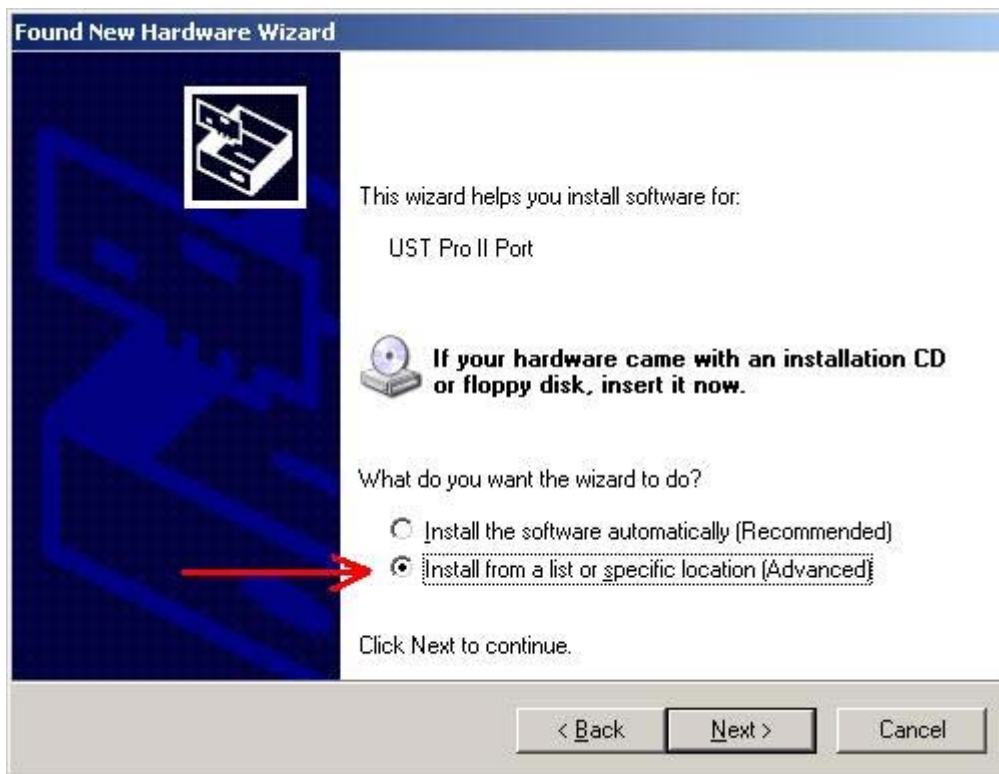 Found New Hardware Wizard
This wizard helps you install software for:
UST Pro II Port
If your hardware came with an installation CD
or floppy disk, insert it now.
What do you want the wizard to do?
Install the software automatically (Recommended)
Install from a list or specific location (Advanced)
Click Next to continue.
< Back
Next >
Cancel